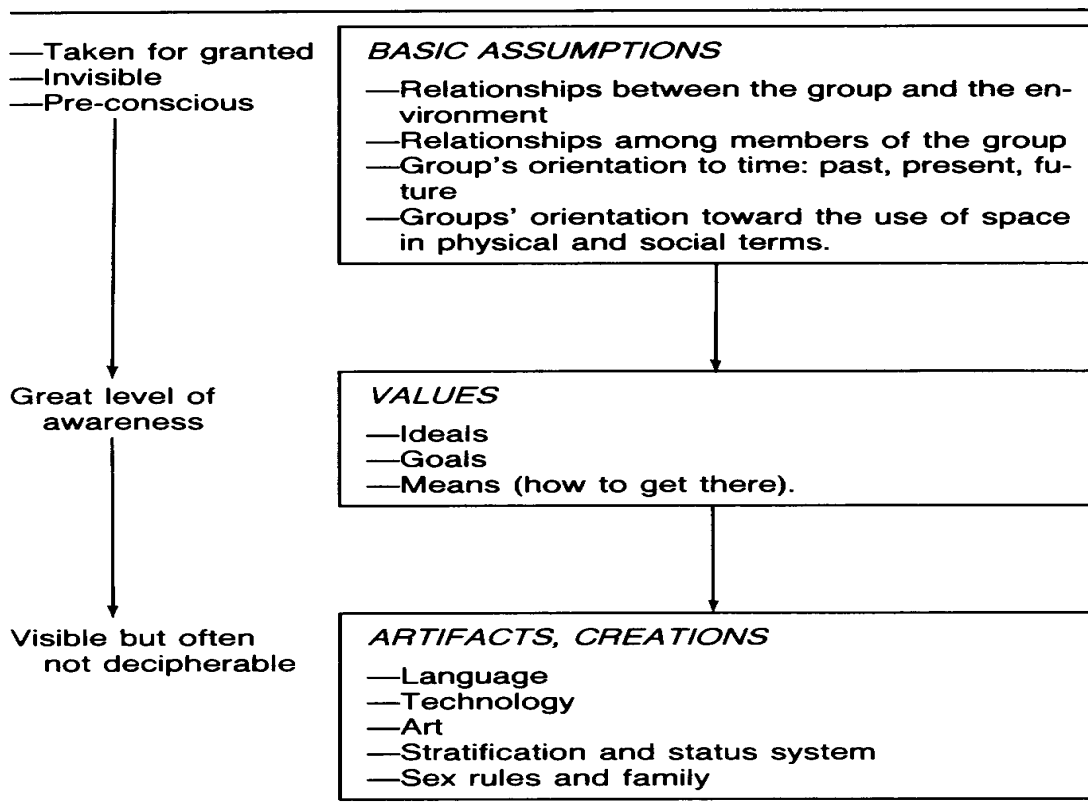 —Taken for granted
—Invisible
—Pre-conscious
BASIC ASSUMPTIONS
—Relationships between the group and the en-
vironment
—Relationships among members of the group
—Group's orientation to time: past, present, fu-
ture
—Groups' orientation toward the use of space
in physical and social terms.
Great level of
awareness
VALUES
—Ideals
—Goals
—Means (how to get there).
Visible but often
not decipherable
ARTIFACTS, CREATIONS
—Language
—Technology
—Art
—Stratification and status system
—Sex rules and family